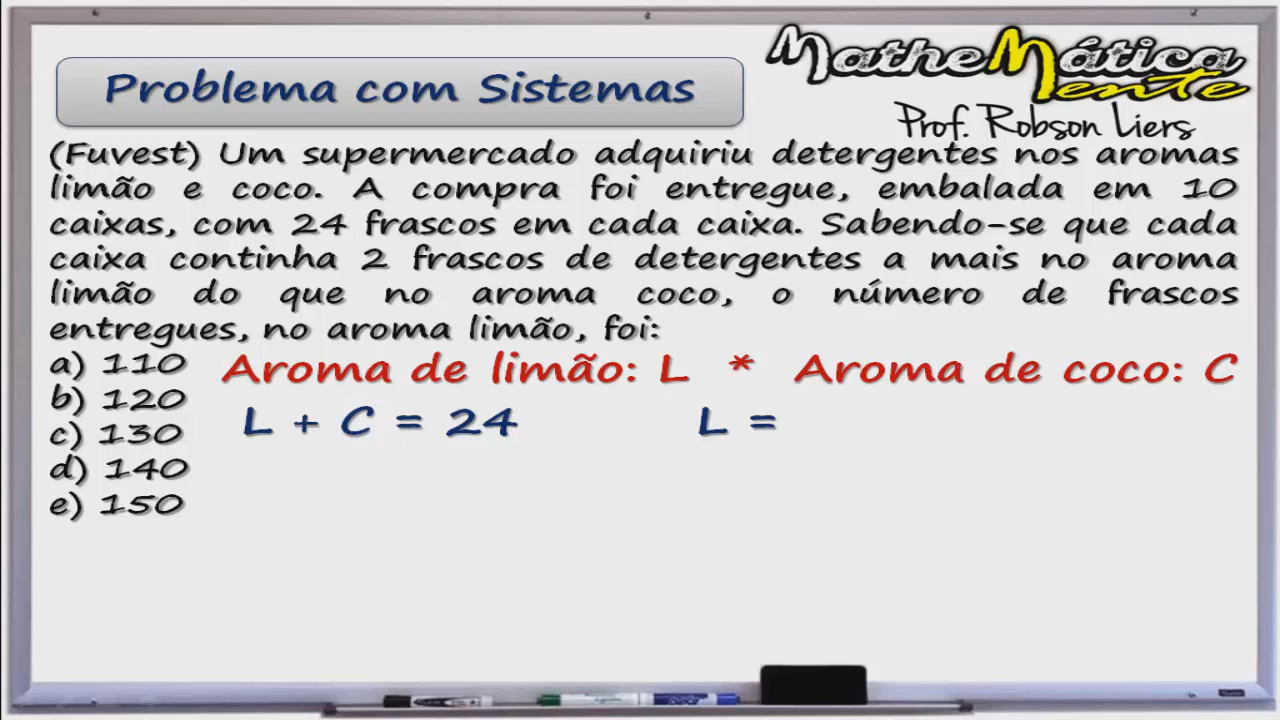 Problema com Sistemas
MatheMática
Mente
Prof. Robson Liers
(Fuvest) Um supermercado adquiriu detergentes nos aromas
limão e coco. A compra foi entregue, embalada em 10
caixas, com 24 frascos em cada caixa. Sabendo-se que cada
caixa continha 2 frascos de detergentes a mais no aroma
limão do que no aroma coco, o número de frascos
entregues, no aroma limão, foi:
a) 110
Aroma de limão: L * Aroma de coco: C
b) 120
L + C = 24 L =
c) 130
d) 140
e) 150